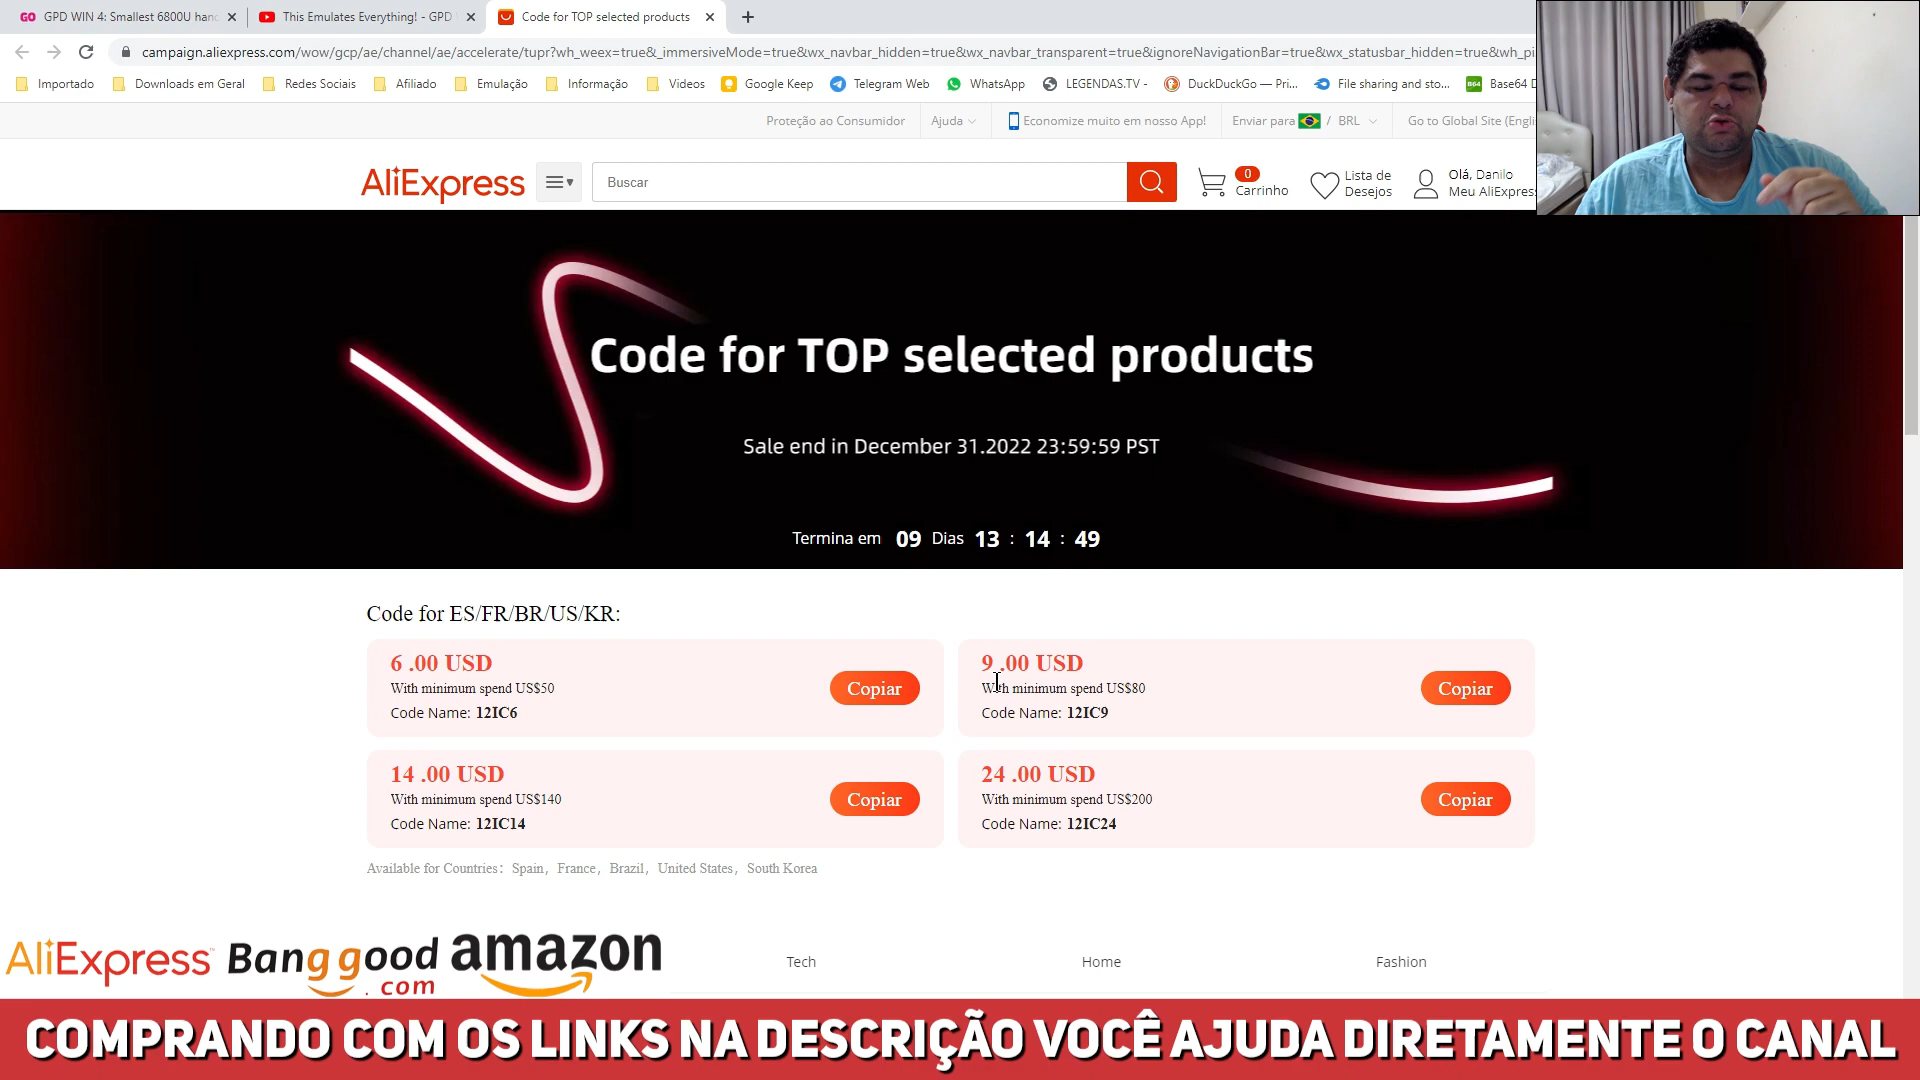 GPD WIN 4: Smallest 6800U han
This Emulates Everything! - GPD
Code for TOP selected products
campaign.aliexpress.com/wow/gcp/ae/channel/ae/accelerate/tupr?wh_weex=true&_immersiveMode=true&wx_navbar_hidden=true&wx_navbar_transparent=true&ignoreNavigationBar=true&wx_statusbar_hidden=true&wh_pi
Importado
Downloads em Geral
Redes Sociais
Afiliado
Emulação
Informação
Videos
Google Keep
Telegram Web
WhatsApp
LEGENDAS.TV -
DuckDuckGo — Pri...
File sharing and sto...
B64
Base64 D
Proteção ao Consumidor
Ajuda
Economize muito em nosso App!
Enviar para / BRL
Go to Global Site (Engli
AliExpress
Buscar
0
Carrinho
Lista de
Desejos
Olá, Danilo
Meu AliExpres
Code for TOP selected products
Sale end in December 31.2022 23:59:59 PST
Termina em 09 Dias 13 : 14 : 49
Code for ES/FR/BR/US/KR:
6 .00 USD
With minimum spend US$50
Code Name: 12IC6
Copiar
9 .00 USD
With minimum spend US$80
Code Name: 12IC9
Copiar
14 .00 USD
With minimum spend US$140
Code Name: 12IC14
Copiar
24 .00 USD
With minimum spend US$200
Code Name: 12IC24
Copiar
Available for Countries: Spain, France, Brazil, United States, South Korea
AliExpress
Banggood
.com
amazon
Tech
Home
Fashion
COMPRANDO COM OS LINKS NA DESCRIÇÃO VOCÊ AJUDA DIRETAMENTE O CANAL